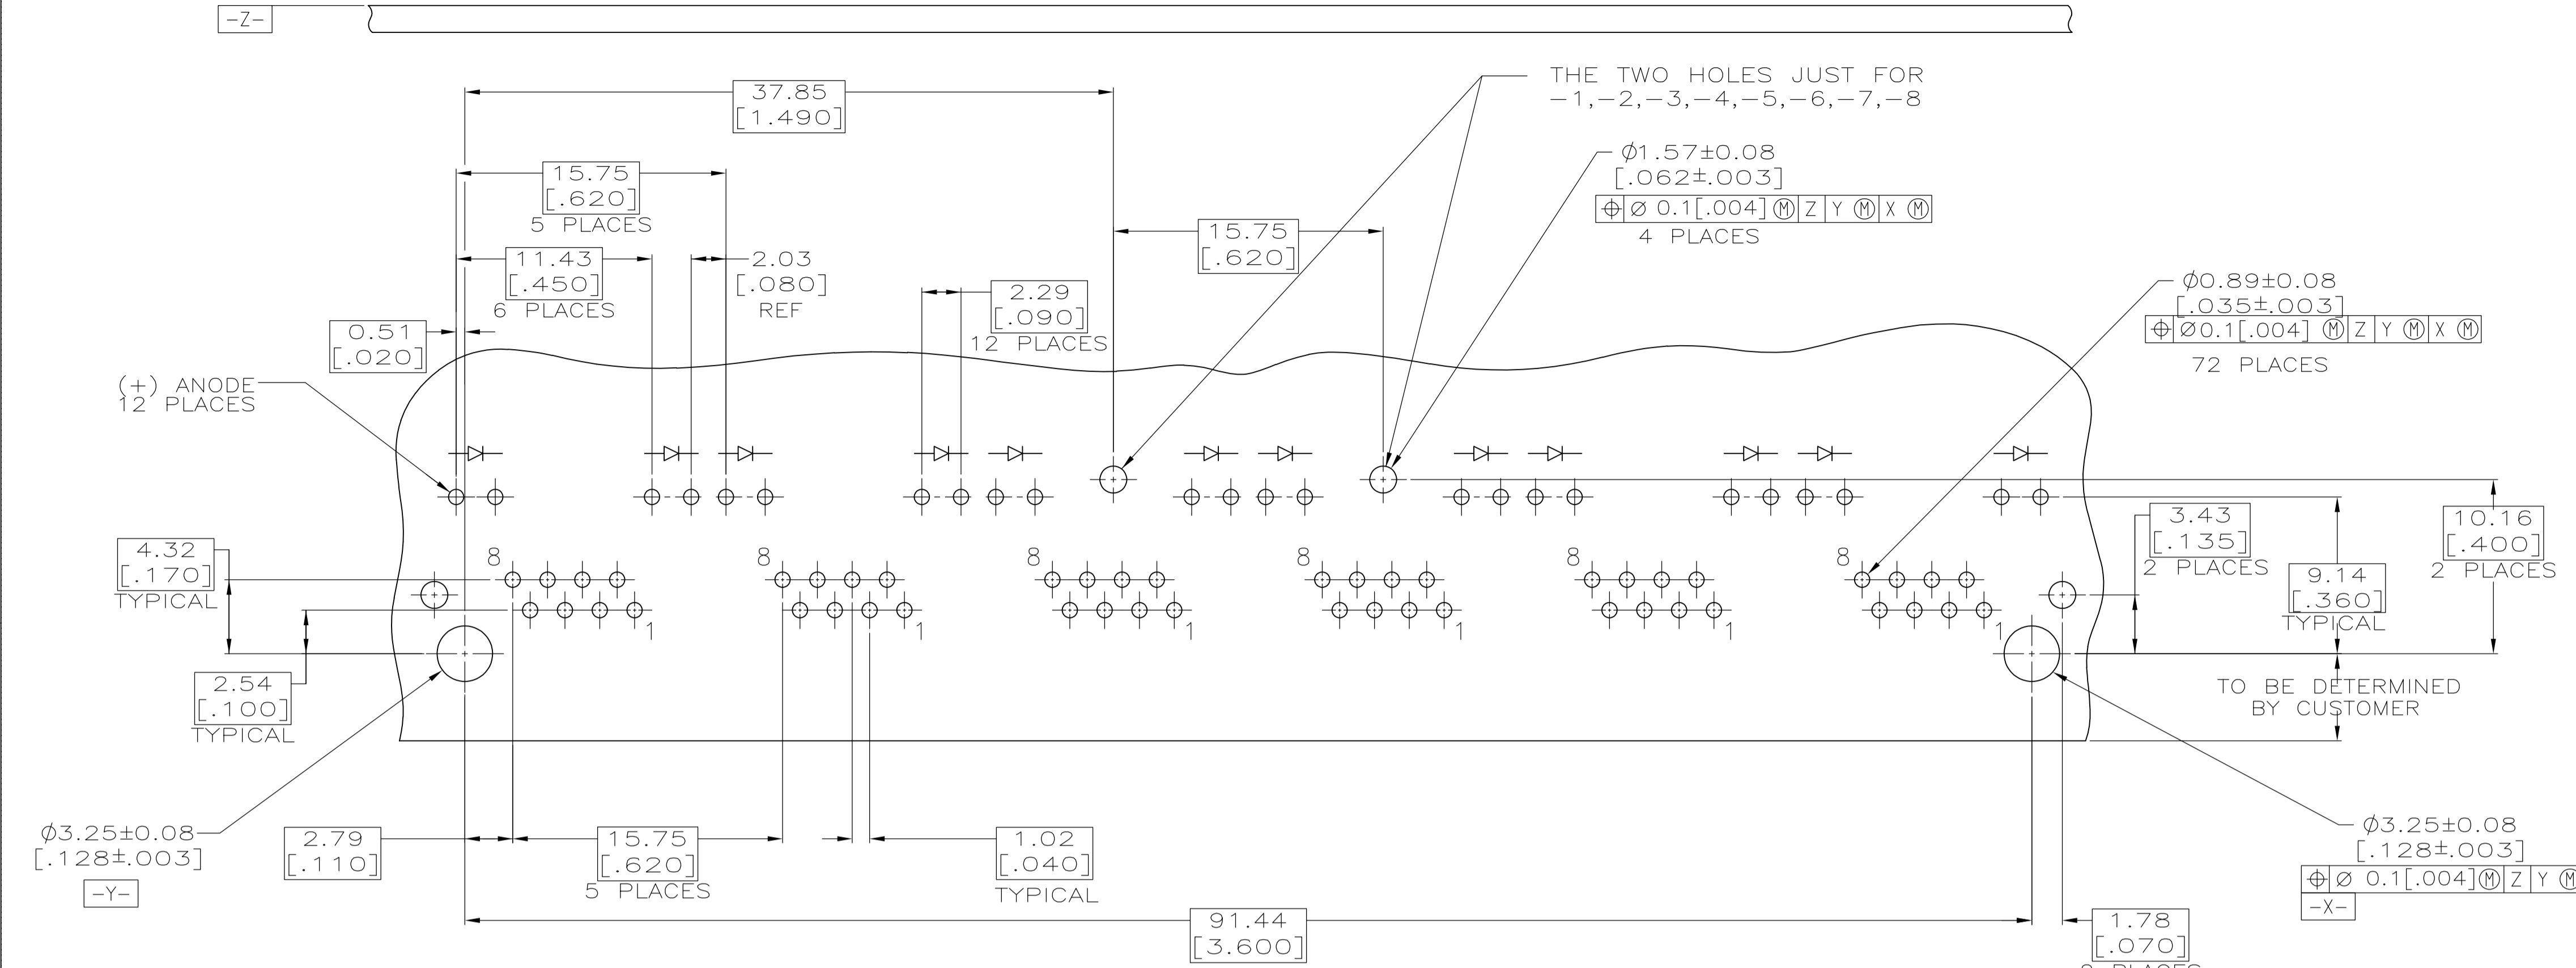 -Z-
37.85
[1.490]
THE TWO HOLES JUST FOR
-1,-2,-3,-4,-5,-6,-7,-8
15.75
[.620]
5 PLACES
Ø1.57±0.08
[.062±.003]
⌖ Ø 0.1[.004] Ⓜ Z Y Ⓜ X Ⓜ
4 PLACES
11.43
[.450]
6 PLACES
2.03
[.080]
REF
15.75
[.620]
2.29
[.090]
12 PLACES
Ø0.89±0.08
[.035±.003]
⌖ Ø0.1[.004] Ⓜ Z Y Ⓜ X Ⓜ
72 PLACES
0.51
[.020]
(+) ANODE
12 PLACES
4.32
[.170]
TYPICAL
8
8
8
8
8
8
3.43
[.135]
2 PLACES
10.16
[.400]
2 PLACES
9.14
[.360]
TYPICAL
1
1
1
1
1
1
2.54
[.100]
TYPICAL
TO BE DETERMINED
BY CUSTOMER
Ø3.25±0.08
[.128±.003]
-Y-
2.79
[.110]
15.75
[.620]
5 PLACES
1.02
[.040]
TYPICAL
Ø3.25±0.08
[.128±.003]
⌖ Ø 0.1[.004]Ⓜ Z Y Ⓜ
-X-
91.44
[3.600]
1.78
[.070]